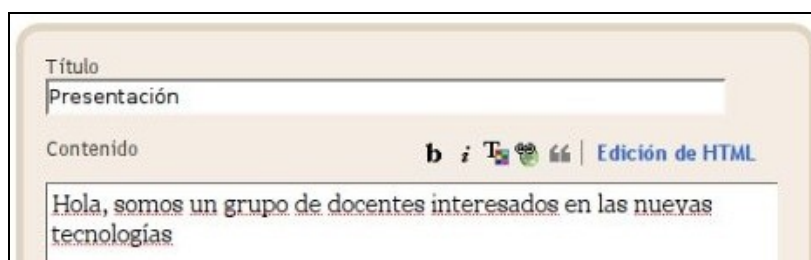 Título
Presentación
Contenido
b i T Edición de HTML
Hola, somos un grupo de docentes interesados en las nuevas
tecnologías